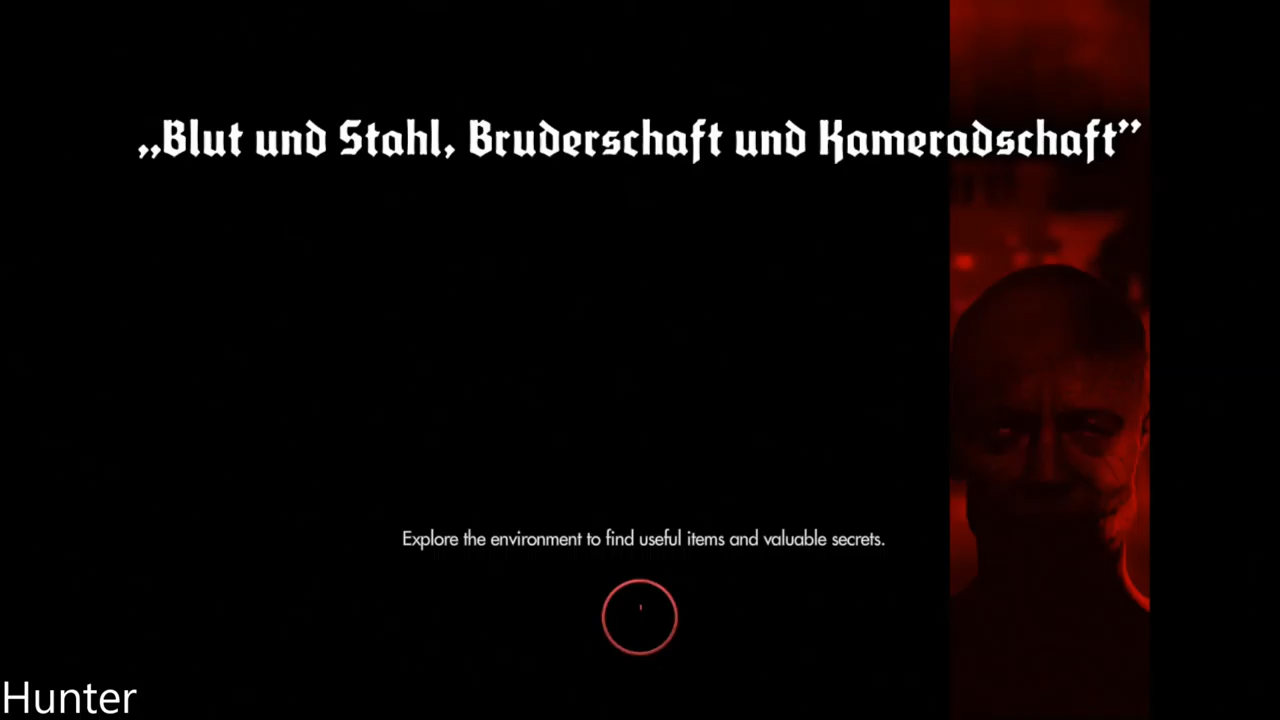 „Blut und Stahl, Bruderschaft und Kameradschaft”
Explore the environment to find useful items and valuable secrets.
Hunter